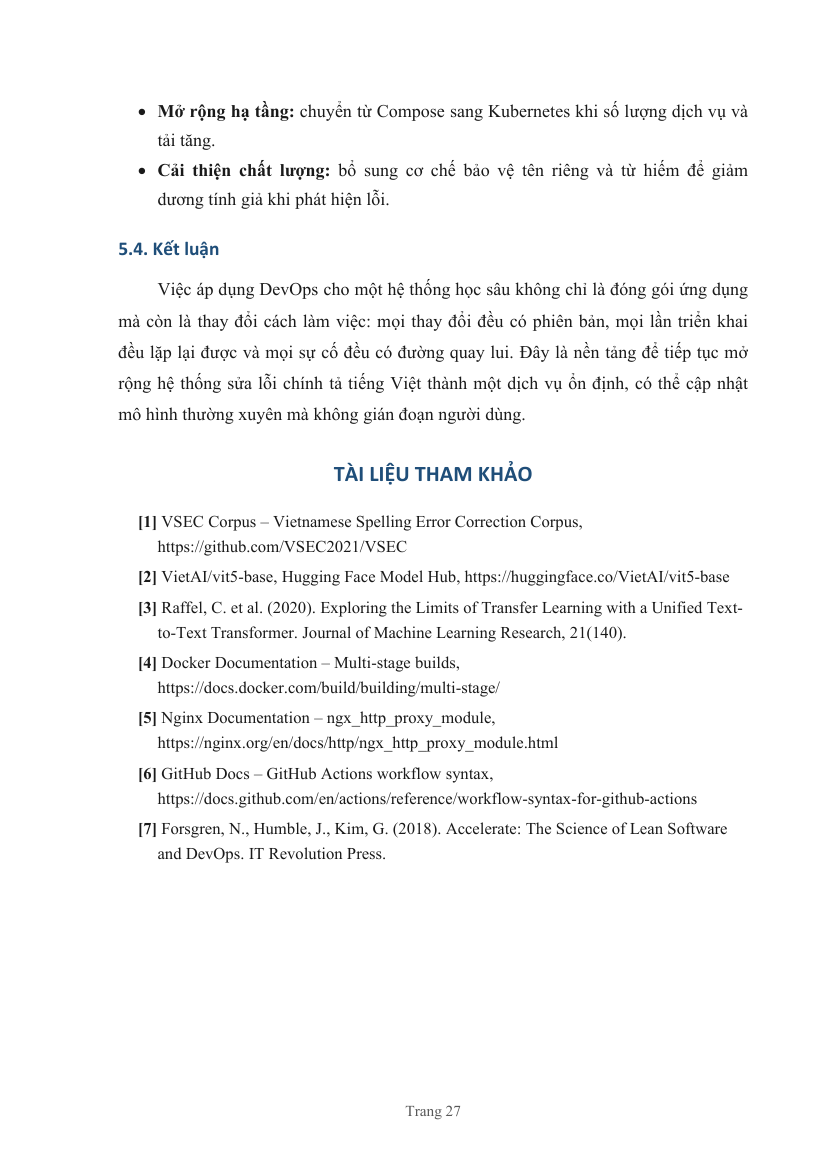 • Mở rộng hạ tầng: chuyển từ Compose sang Kubernetes khi số lượng dịch vụ và
tải tăng.
• Cải thiện chất lượng: bổ sung cơ chế bảo vệ tên riêng và từ hiếm để giảm
dương tính giả khi phát hiện lỗi.
5.4. Kết luận
Việc áp dụng DevOps cho một hệ thống học sâu không chỉ là đóng gói ứng dụng
mà còn là thay đổi cách làm việc: mọi thay đổi đều có phiên bản, mọi lần triển khai
đều lặp lại được và mọi sự cố đều có đường quay lui. Đây là nền tảng để tiếp tục mở
rộng hệ thống sửa lỗi chính tả tiếng Việt thành một dịch vụ ổn định, có thể cập nhật
mô hình thường xuyên mà không gián đoạn người dùng.
TÀI LIỆU THAM KHẢO
[1] VSEC Corpus – Vietnamese Spelling Error Correction Corpus,
https://github.com/VSEC2021/VSEC
[2] VietAI/vit5-base, Hugging Face Model Hub, https://huggingface.co/VietAI/vit5-base
[3] Raffel, C. et al. (2020). Exploring the Limits of Transfer Learning with a Unified Text-
to-Text Transformer. Journal of Machine Learning Research, 21(140).
[4] Docker Documentation – Multi-stage builds,
https://docs.docker.com/build/building/multi-stage/
[5] Nginx Documentation – ngx_http_proxy_module,
https://nginx.org/en/docs/http/ngx_http_proxy_module.html
[6] GitHub Docs – GitHub Actions workflow syntax,
https://docs.github.com/en/actions/reference/workflow-syntax-for-github-actions
[7] Forsgren, N., Humble, J., Kim, G. (2018). Accelerate: The Science of Lean Software
and DevOps. IT Revolution Press.
Trang 27